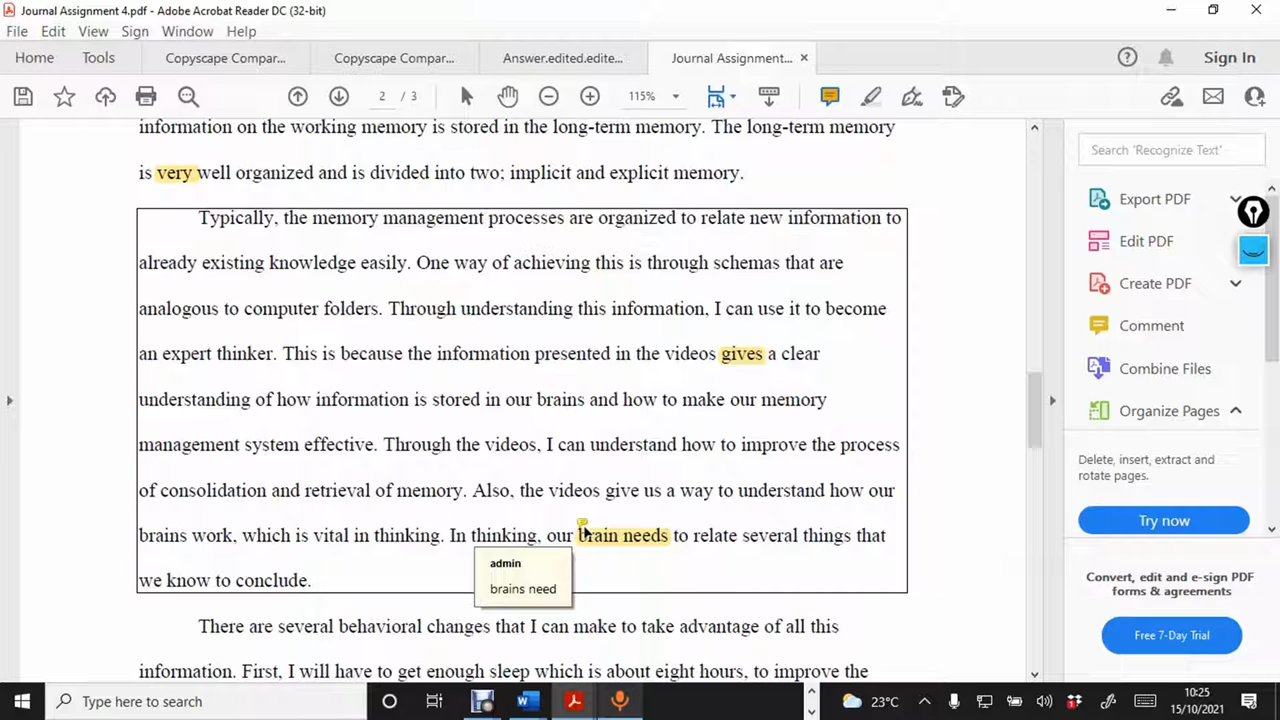 Journal Assignment 4.pdf - Adobe Acrobat Reader DC (32-bit)
File Edit View Sign Window Help
Home Tools Copyscape Compar... Copyscape Compar... Answer.edited.edite... Journal Assignment...
Sign In
2 / 3
115%
information on the working memory is stored in the long-term memory. The long-term memory
is very well organized and is divided into two; implicit and explicit memory.
Typically, the memory management processes are organized to relate new information to
already existing knowledge easily. One way of achieving this is through schemas that are
analogous to computer folders. Through understanding this information, I can use it to become
an expert thinker. This is because the information presented in the videos gives a clear
understanding of how information is stored in our brains and how to make our memory
management system effective. Through the videos, I can understand how to improve the process
of consolidation and retrieval of memory. Also, the videos give us a way to understand how our
brains work, which is vital in thinking. In thinking, our brain needs to relate several things that
we know to conclude.
admin
brains need
There are several behavioral changes that I can make to take advantage of all this
information. First, I will have to get enough sleep which is about eight hours, to improve the
Search 'Recognize Text'
Export PDF
Edit PDF
Create PDF
Comment
Combine Files
Organize Pages
Delete, insert, extract and
rotate pages.
Try now
Convert, edit and e-sign PDF
forms & agreements
Free 7-Day Trial
Type here to search
23°C
10:25
15/10/2021